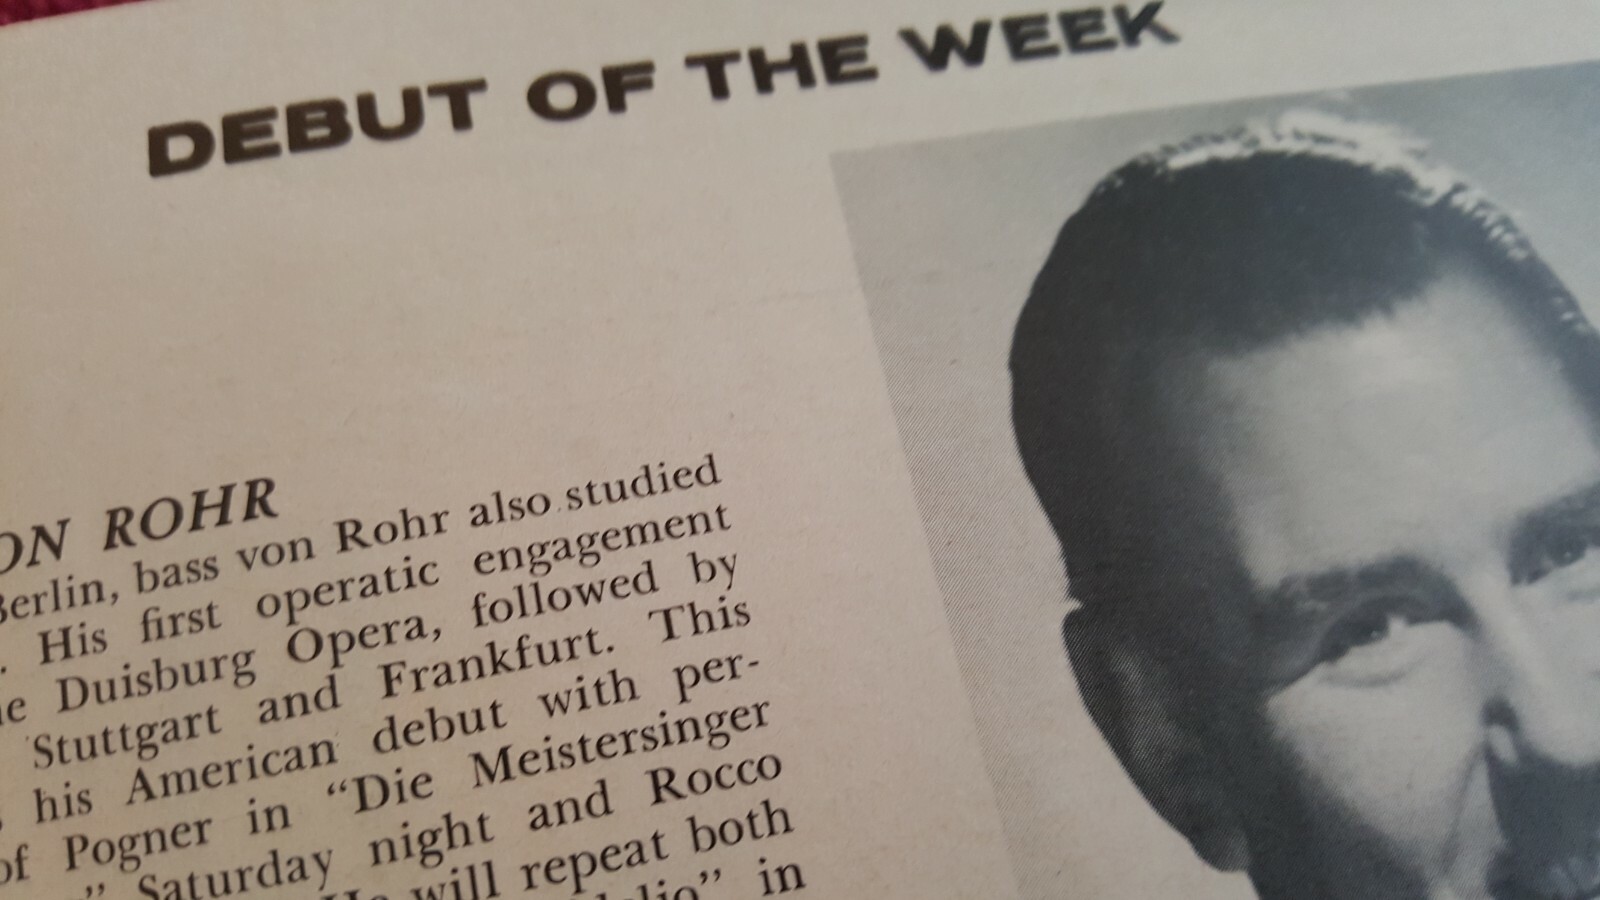 DEBUT OF THE WEEK
ON ROHR
Berlin, bass von Rohr also studied
. His first operatic engagement
e Duisburg Opera, followed by
Stuttgart and Frankfurt. This
his American debut with per-
of Pogner in “Die Meistersinger
” Saturday night and Rocco
He will repeat both
” in